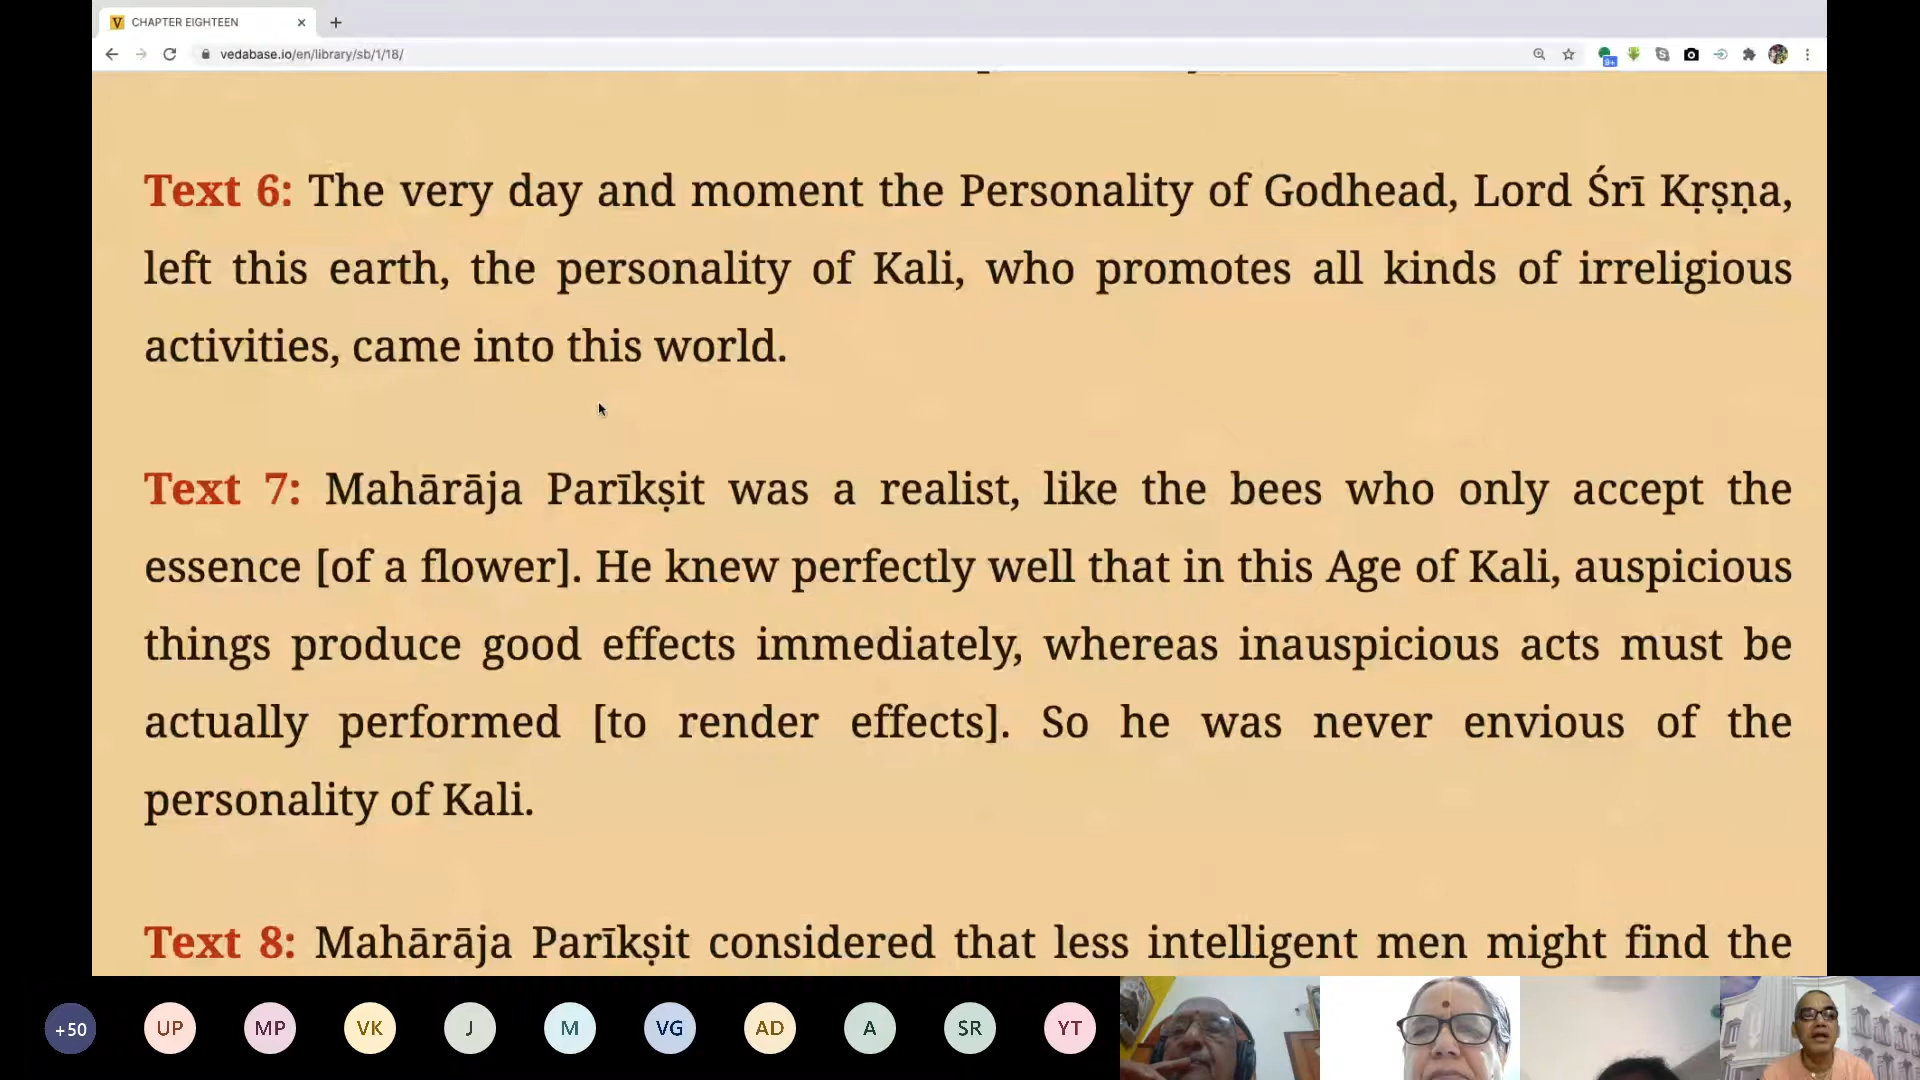 CHAPTER EIGHTEEN
vedabase.io/en/library/sb/1/18/
Text 6: The very day and moment the Personality of Godhead, Lord Śrī Kṛṣṇa,
left this earth, the personality of Kali, who promotes all kinds of irreligious
activities, came into this world.
Text 7: Mahārāja Parīkṣit was a realist, like the bees who only accept the
essence [of a flower]. He knew perfectly well that in this Age of Kali, auspicious
things produce good effects immediately, whereas inauspicious acts must be
actually performed [to render effects]. So he was never envious of the
personality of Kali.
Text 8: Mahārāja Parīkṣit considered that less intelligent men might find the
+50 UP MP VK J M VG AD A SR YT